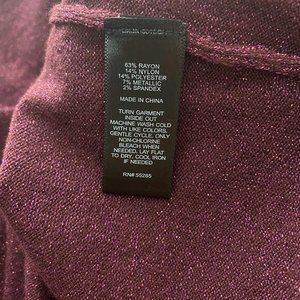 63% RAYON
14% NYLON
14% POLYESTER
7% METALLIC
2% SPANDEX
MADE IN CHINA
TURN GARMENT
INSIDE OUT
MACHINE WASH COLD
WITH LIKE COLORS,
GENTLE CYCLE, ONLY
NON-CHLORINE
BLEACH WHEN
NEEDED, LAY FLAT
TO DRY, COOL IRON
IF NEEDED
RN# 55285